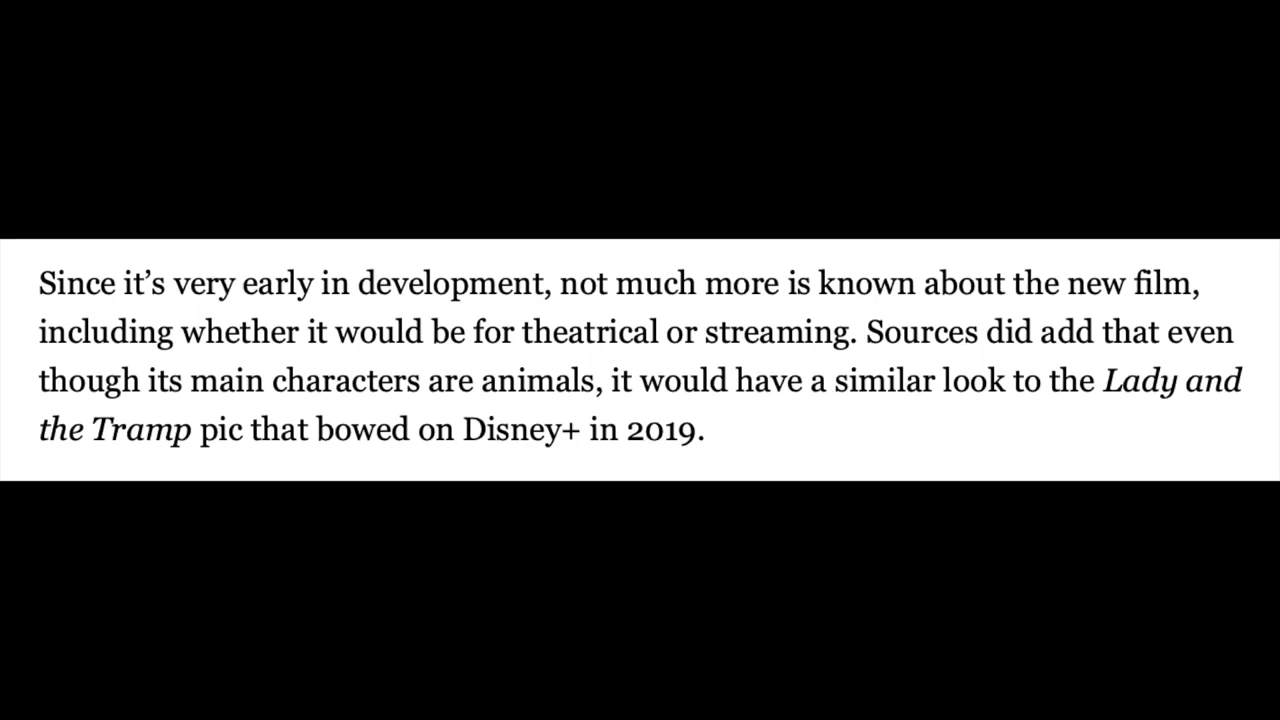 Since it’s very early in development, not much more is known about the new film,
including whether it would be for theatrical or streaming. Sources did add that even
though its main characters are animals, it would have a similar look to the Lady and
the Tramp pic that bowed on Disney+ in 2019.